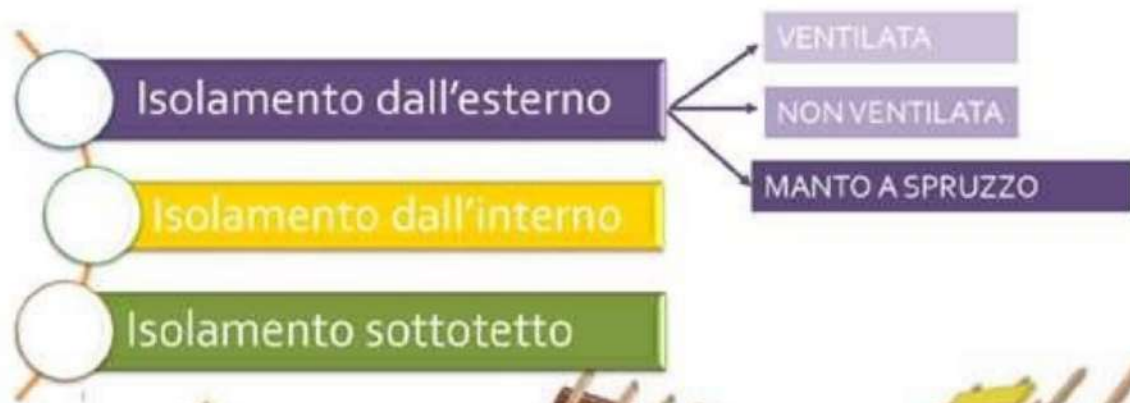 Isolamento dall'esterno
VENTILATA
NON VENTILATA
MANTO A SPRUZZO
Isolamento dall'interno
Isolamento sottotetto